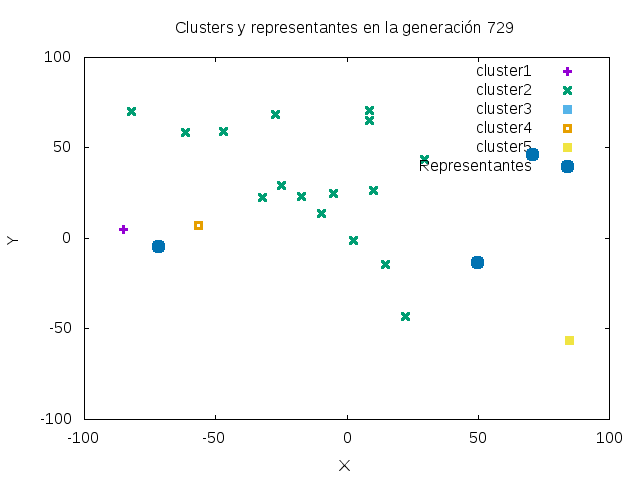 Clusters y representantes en la generación 729
100
50
0
-50
-100
-100
-50
0
50
100
Y
X
cluster1
cluster2
cluster3
cluster4
cluster5
Representantes